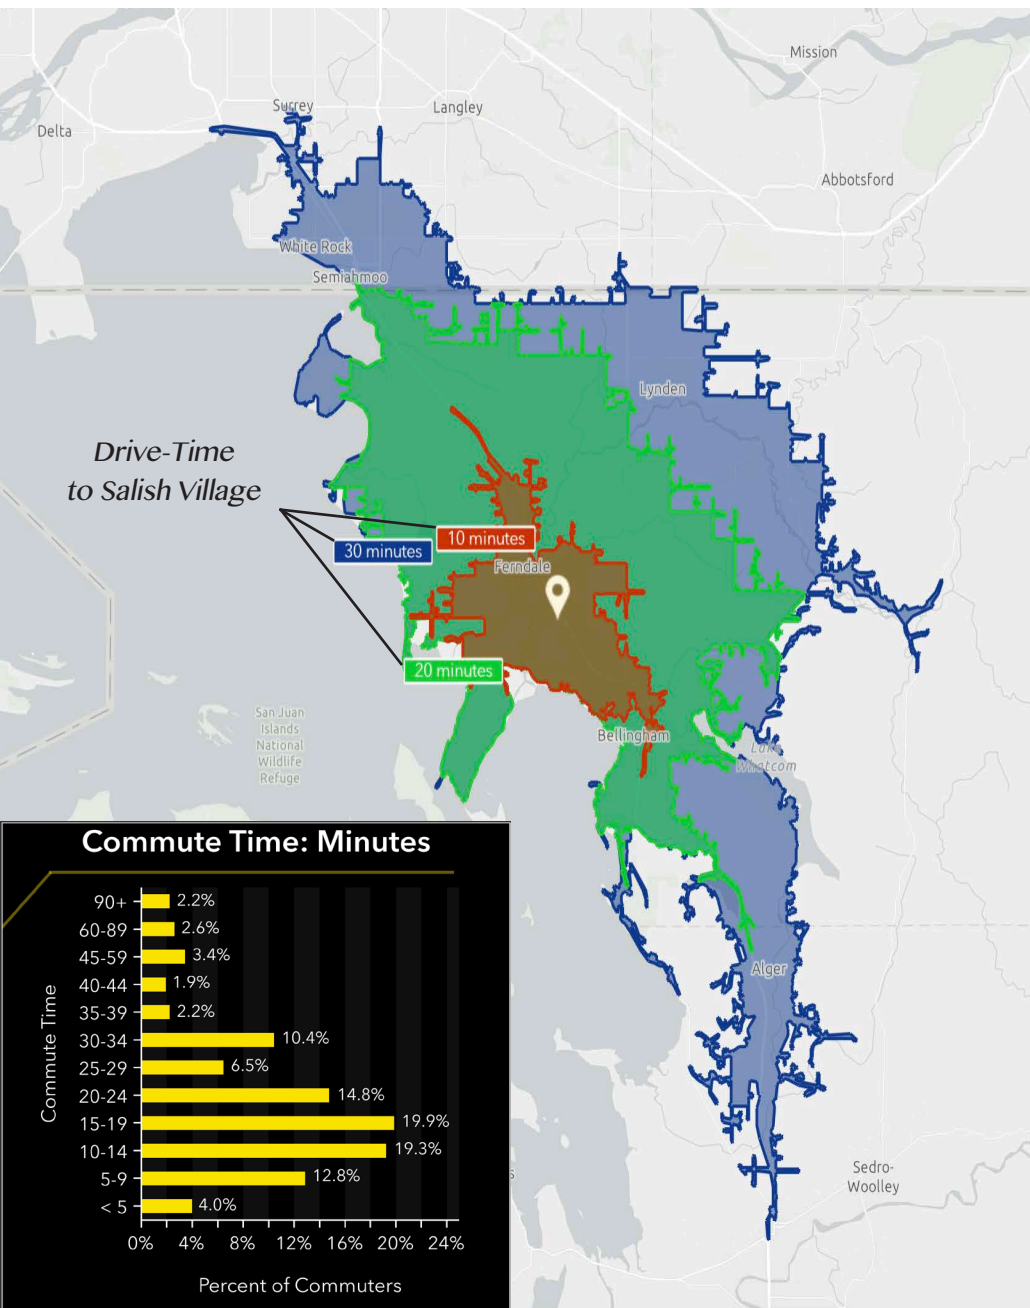 Mission
Surrey
Langley
Delta
Abbotsford
White Rock
Semiahmoo
Lynden
Drive-Time
to Salish Village
10 minutes
30 minutes
Ferndale
20 minutes
San Juan
Islands
National
Wildlife
Refuge
Bellingham
Lake
Whatcom
Alger
Sedro-
Woolley
s
Commute Time: Minutes
Commute Time
90+
2.2%
60-89
2.6%
45-59
3.4%
40-44
1.9%
35-39
2.2%
30-34
10.4%
25-29
6.5%
20-24
14.8%
15-19
19.9%
10-14
19.3%
5-9
12.8%
< 5
4.0%
0% 4% 8% 12% 16% 20% 24%
Percent of Commuters